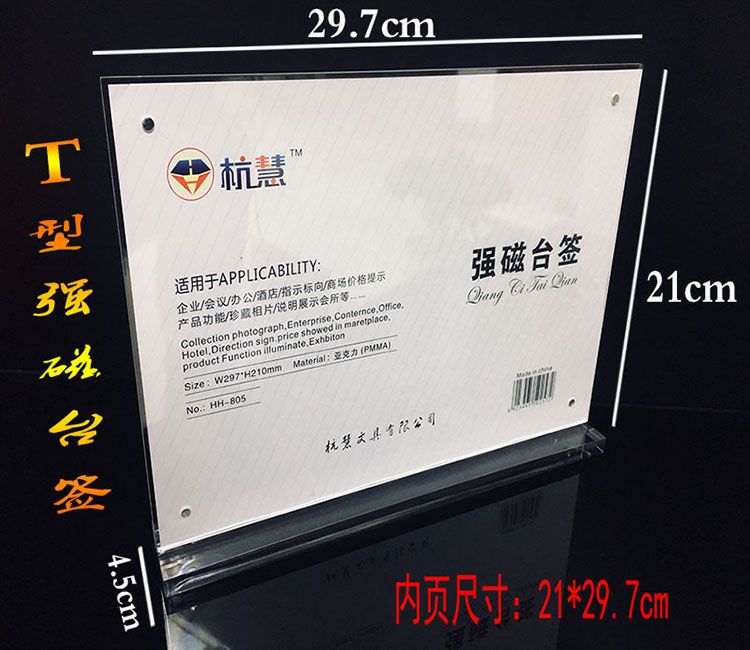 29.7cm
T型强磁台签
杭慧™
适用于APPLICABILITY:
企业/会议/办公/酒店/指示标向/商场价格提示
产品功能/珍藏相片/说明展示会所等......
Collection photograph,Enterprise,Conternce,Office,
Hotel,Direction sign.price showed in maretplace,
product Function illuminate,Exhbiton
Size: W297*H210mm Material: 亚克力 (PMMA)
No.: HH-805
强磁台签
Qiang Ci Tai Qian
21cm
Made in china
杭慧文具有限公司
4.5cm
内页尺寸：21*29.7cm